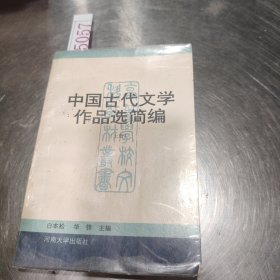 5057
中国古代文学
作品选简编
白本松 华锋 主编
河南大学出版社